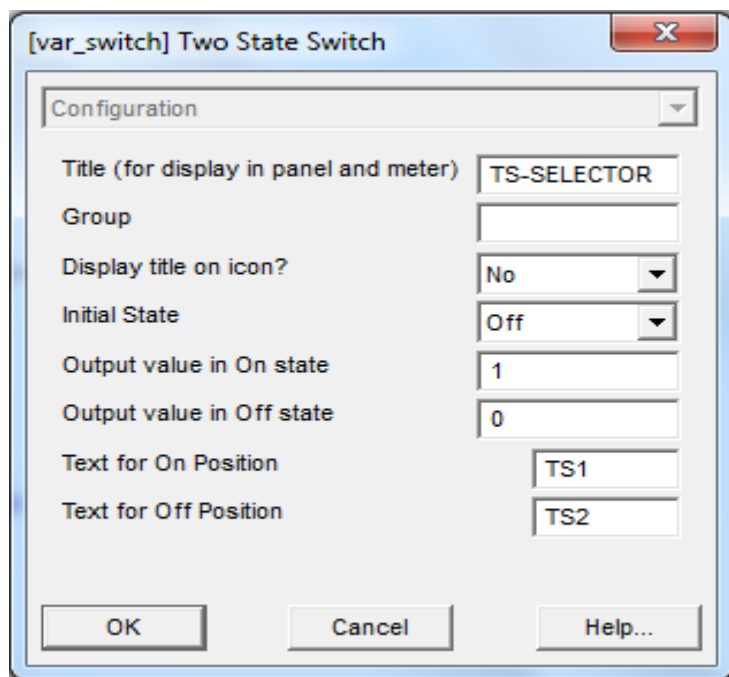 [var_switch] Two State Switch
Configuration
Title (for display in panel and meter) TS-SELECTOR
Group
Display title on icon? No
Initial State Off
Output value in On state 1
Output value in Off state 0
Text for On Position TS1
Text for Off Position TS2
OK Cancel Help...